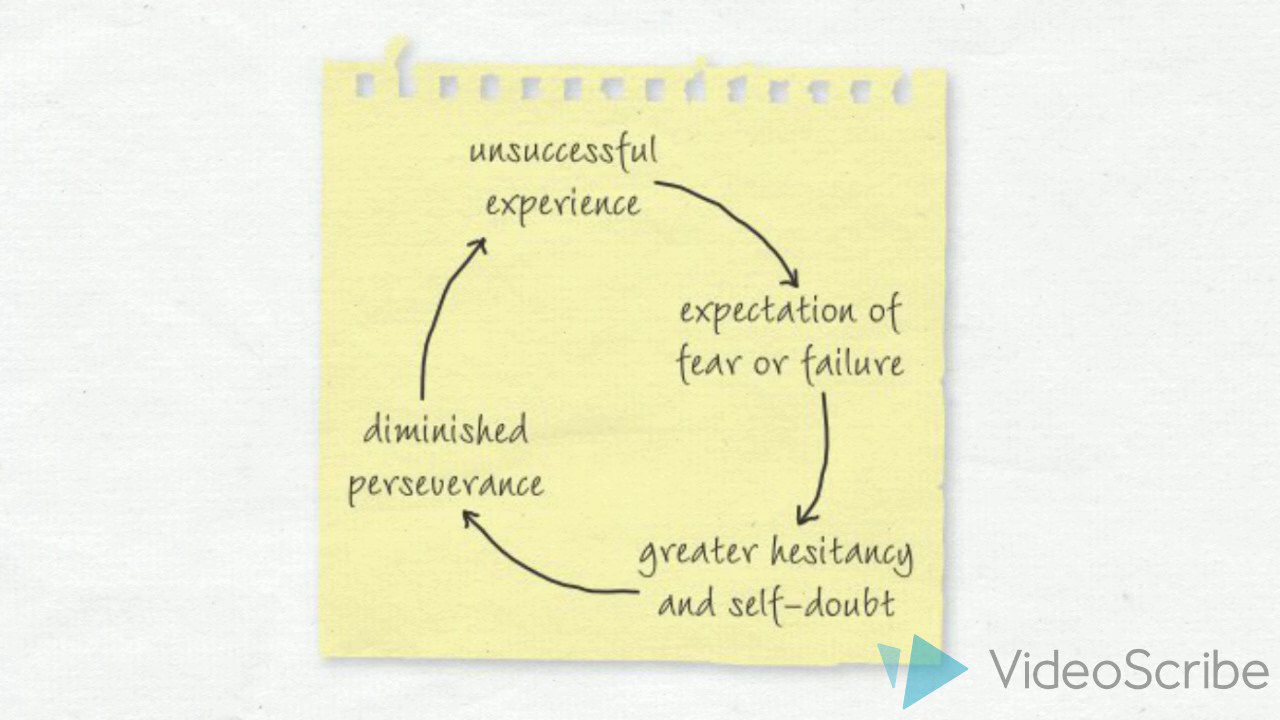 unsuccessful
experience
expectation of
fear or failure
greater hesitancy
and self-doubt
diminished
perseverance
VideoScribe